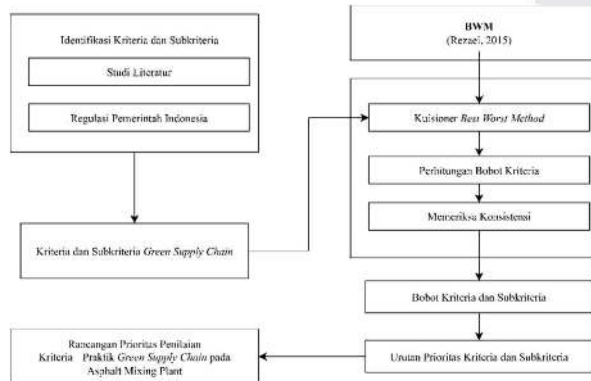 Identifikasi Kriteria dan Subkriteria
Studi Literatur
Regulasi Pemerintah Indonesia
Kriteria dan Subkriteria Green Supply Chain
BWM
(Rezaei, 2015)
Kuisioner Best Worst Method
Perhitungan Bobot Kriteria
Memeriksa Konsistensi
Bobot Kriteria dan Subkriteria
Urutan Prioritas Kriteria dan Subkriteria
Rancangan Prioritas Penilaian
Kriteria Praktik Green Supply Chain pada
Asphalt Mixing Plant